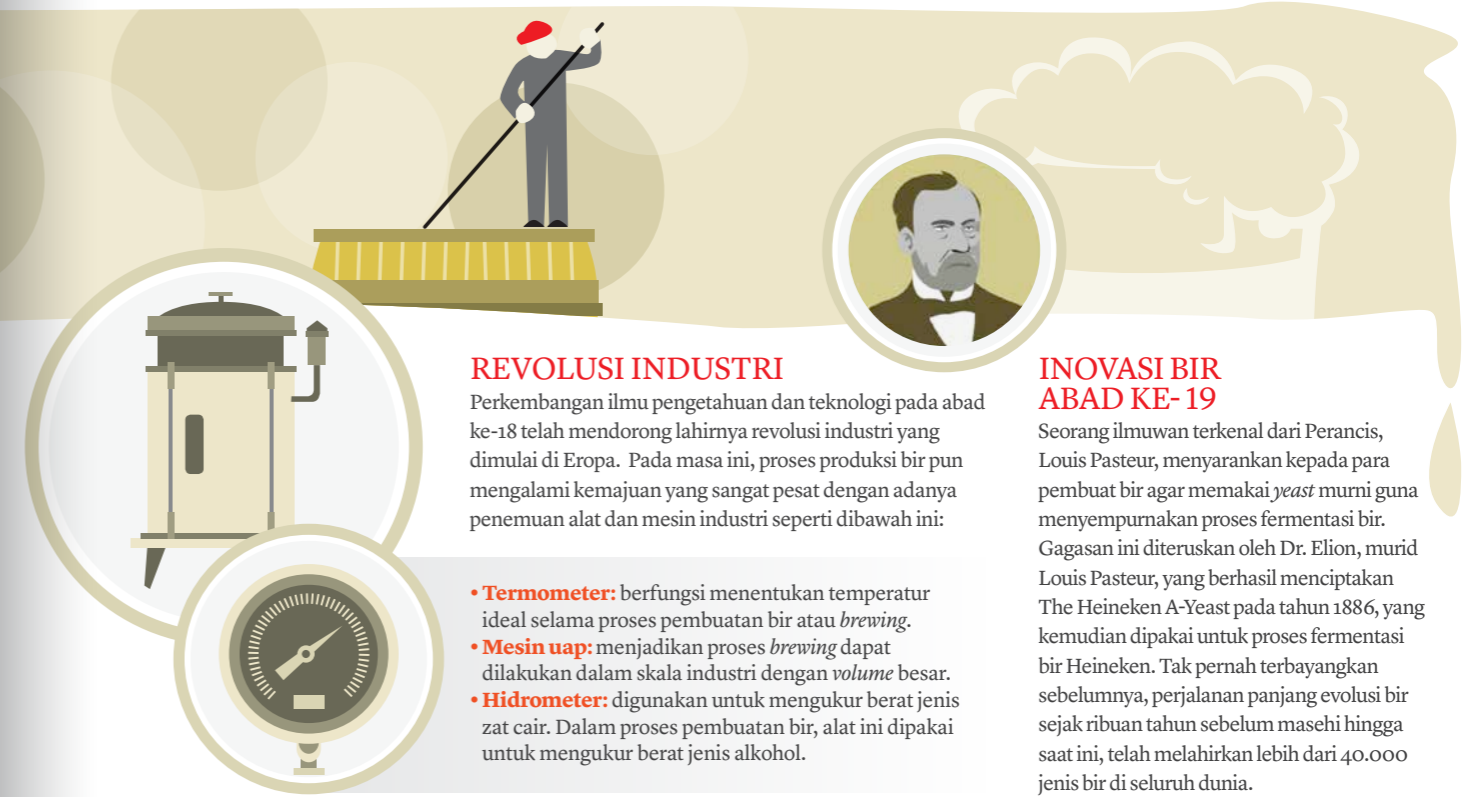 REVOLUSI INDUSTRI
Perkembangan ilmu pengetahuan dan teknologi pada abad
ke-18 telah mendorong lahirnya revolusi industri yang
dimulai di Eropa.  Pada masa ini, proses produksi bir pun
mengalami kemajuan yang sangat pesat dengan adanya
penemuan alat dan mesin industri seperti dibawah ini:
• Termometer: berfungsi menentukan temperatur
ideal selama proses pembuatan bir atau brewing.
• Mesin uap: menjadikan proses brewing dapat
dilakukan dalam skala industri dengan volume besar.
• Hidrometer: digunakan untuk mengukur berat jenis
zat cair. Dalam proses pembuatan bir, alat ini dipakai
untuk mengukur berat jenis alkohol.
INOVASI BIR
ABAD KE- 19
Seorang ilmuwan terkenal dari Perancis,
Louis Pasteur, menyarankan kepada para
pembuat bir agar memakai yeast murni guna
menyempurnakan proses fermentasi bir.
Gagasan ini diteruskan oleh Dr. Elion, murid
Louis Pasteur, yang berhasil menciptakan
The Heineken A-Yeast pada tahun 1886, yang
kemudian dipakai untuk proses fermentasi
bir Heineken. Tak pernah terbayangkan
sebelumnya, perjalanan panjang evolusi bir
sejak ribuan tahun sebelum masehi hingga
saat ini, telah melahirkan lebih dari 40.000
jenis bir di seluruh dunia.